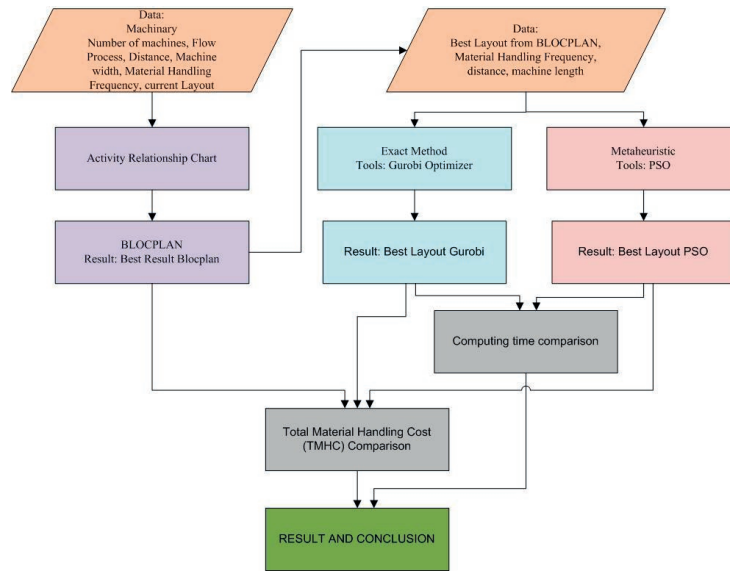 Data:
Machinary
Number of machines, Flow
Process, Distance, Machine
width, Material Handling
Frequency, current Layout
Data:
Best Layout from BLOCPLAN,
Material Handling Frequency,
distance, machine length
Activity Relationship Chart
Exact Method
Tools: Gurobi Optimizer
Metaheuristic
Tools: PSO
BLOCPLAN
Result: Best Result Blocplan
Result: Best Layout Gurobi
Result: Best Layout PSO
Computing time comparison
Total Material Handling Cost
(TMHC) Comparison
RESULT AND CONCLUSION